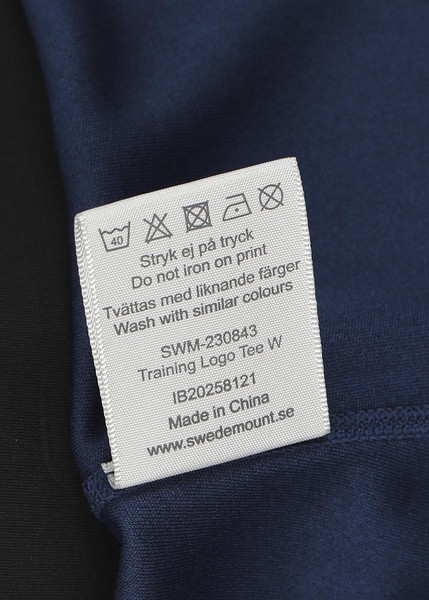 40
Stryk ej på tryck
Do not iron on print
Tvättas med liknande färger
Wash with similar colours
SWM-230843
Training Logo Tee W
IB20258121
Made in China
www.swedemount.se